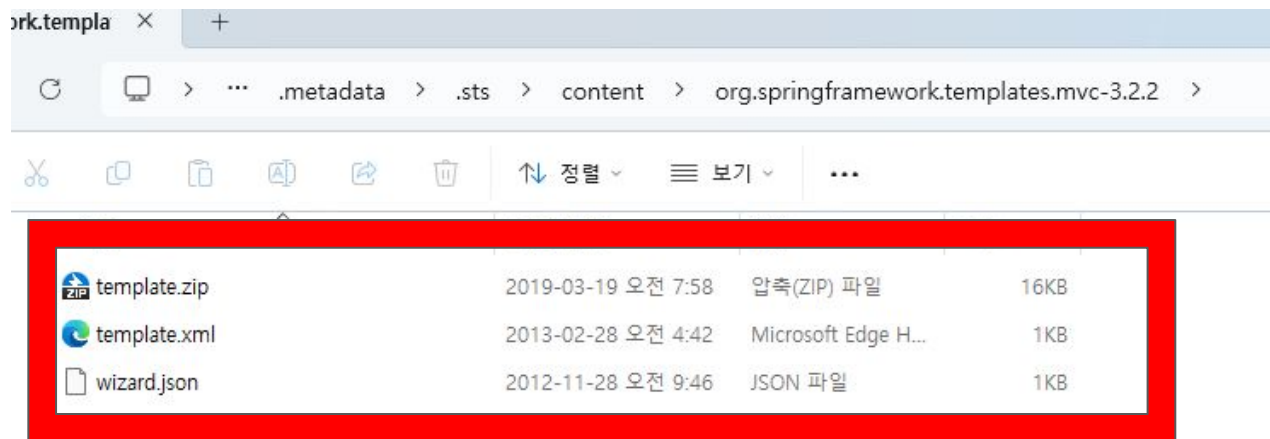 ork.templa × +
> ··· .metadata > .sts > content > org.springframework.templates.mvc-3.2.2 >
정렬 보기 ···
template.zip 2019-03-19 오전 7:58 압축(ZIP) 파일 16KB
template.xml 2013-02-28 오전 4:42 Microsoft Edge H... 1KB
wizard.json 2012-11-28 오전 9:46 JSON 파일 1KB